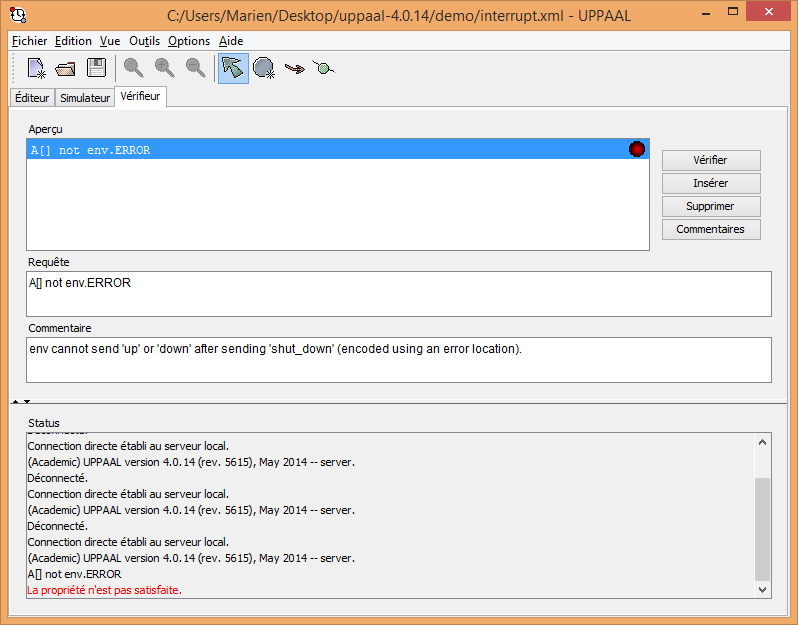 C:/Users/Marien/Desktop/uppaal-4.0.14/demo/interrupt.xml - UPPAAL
Fichier Edition Vue Outils Options Aide
Éditeur Simulateur Vérifieur
Aperçu
A[] not env.ERROR
Vérifier
Insérer
Supprimer
Commentaires
Requête
A[] not env.ERROR
Commentaire
env cannot send 'up' or 'down' after sending 'shut_down' (encoded using an error location).
Status
Déconnecté.
Connection directe établi au serveur local.
(Academic) UPPAAL version 4.0.14 (rev. 5615), May 2014 -- server.
Déconnecté.
Connection directe établi au serveur local.
(Academic) UPPAAL version 4.0.14 (rev. 5615), May 2014 -- server.
Déconnecté.
Connection directe établi au serveur local.
(Academic) UPPAAL version 4.0.14 (rev. 5615), May 2014 -- server.
A[] not env.ERROR
La propriété n'est pas satisfaite.